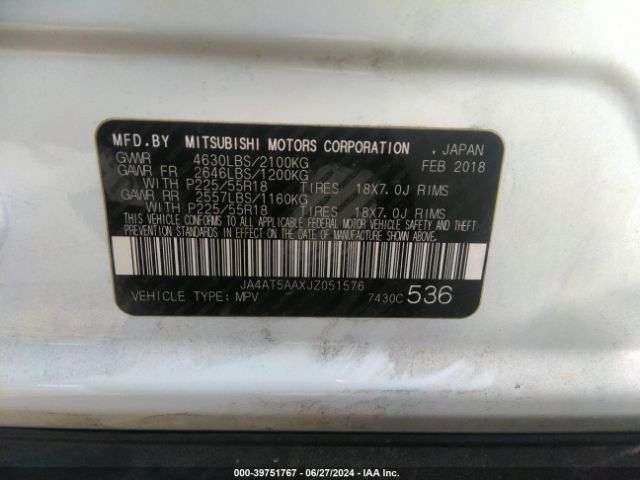 MFD.BY MITSUBISHI MOTORS CORPORATION . JAPAN
GVWR 4630LBS/2100KG FEB 2018
GAWR FR 2646LBS/1200KG
WITH P225/55R18 TIRES 18X7.0J RIMS
GAWR RR 2557LBS/1160KG
WITH P225/55R18 TIRES 18X7.0J RIMS
THIS VEHICLE CONFORMS TO ALL APPLICABLE FEDERAL MOTOR VEHICLE SAFETY AND THEFT
PREVENTION STANDARDS IN EFFECT ON THE DATE OF MANUFACTURE SHOWN ABOVE.
JA4AT5AAXJZ051576
VEHICLE TYPE: MPV 7430C 536
000-39751767 - 06/27/2024 - IAA Inc.